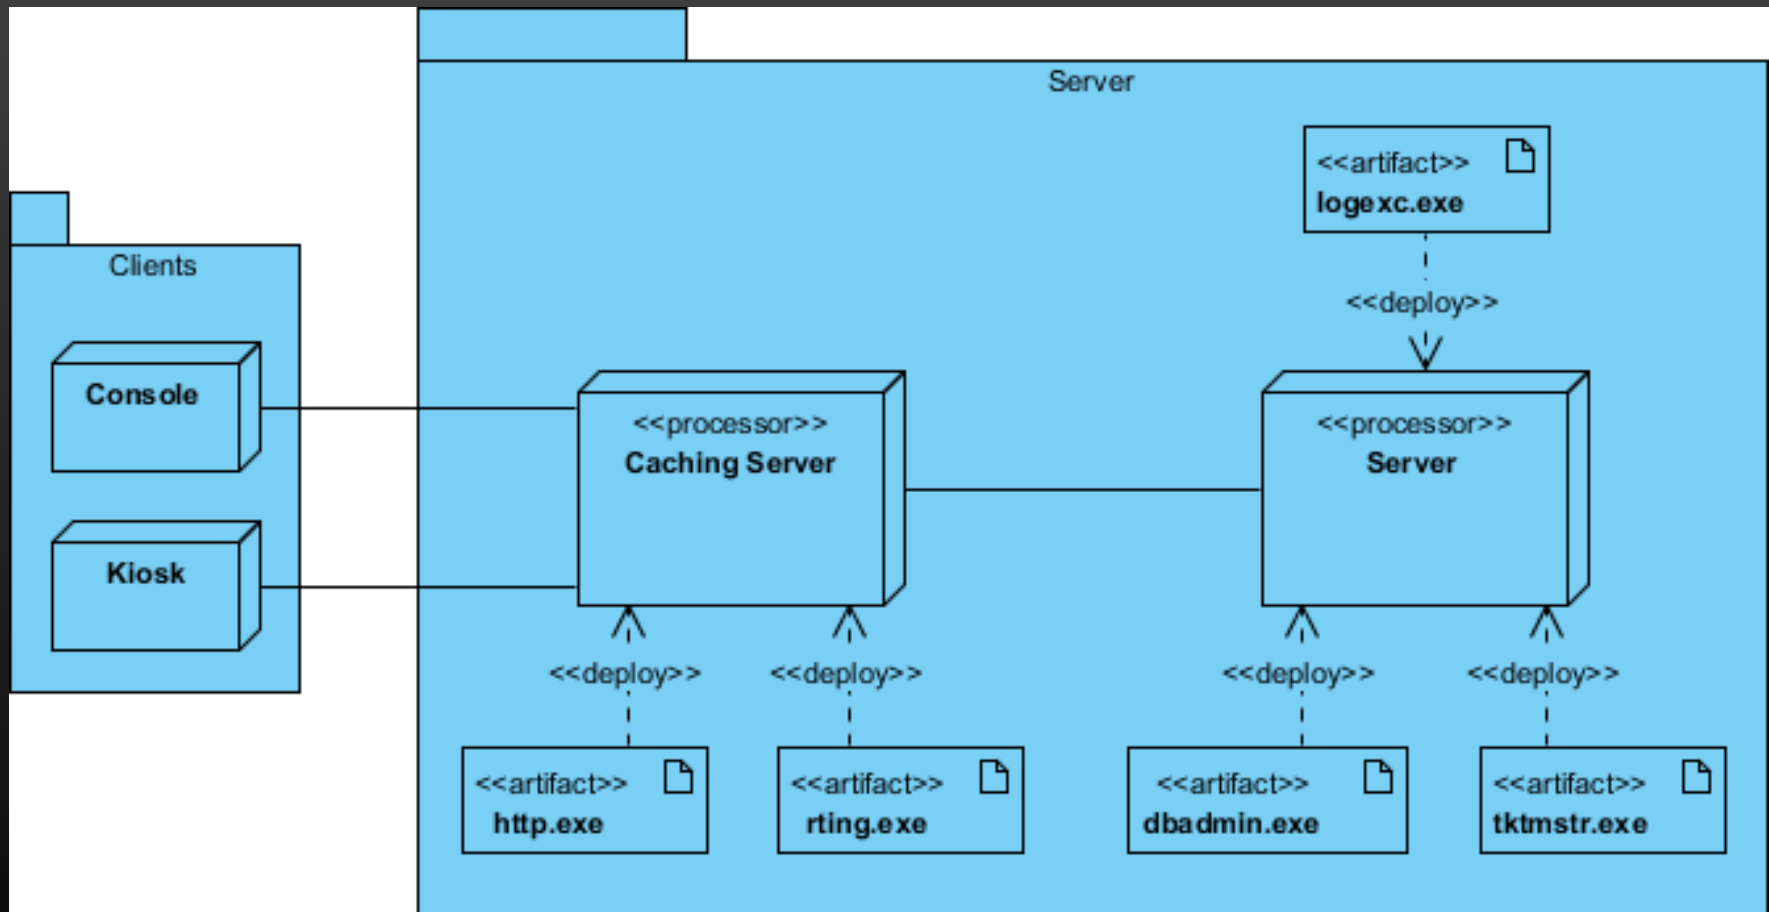 Server
<<artifact>>
logexc.exe
<<deploy>>
Clients
Console
Kiosk
<<processor>>
Caching Server
<<processor>>
Server
<<deploy>>
<<deploy>>
<<deploy>>
<<deploy>>
<<artifact>>
http.exe
<<artifact>>
rting.exe
<<artifact>>
dbadmin.exe
<<artifact>>
tktmstr.exe